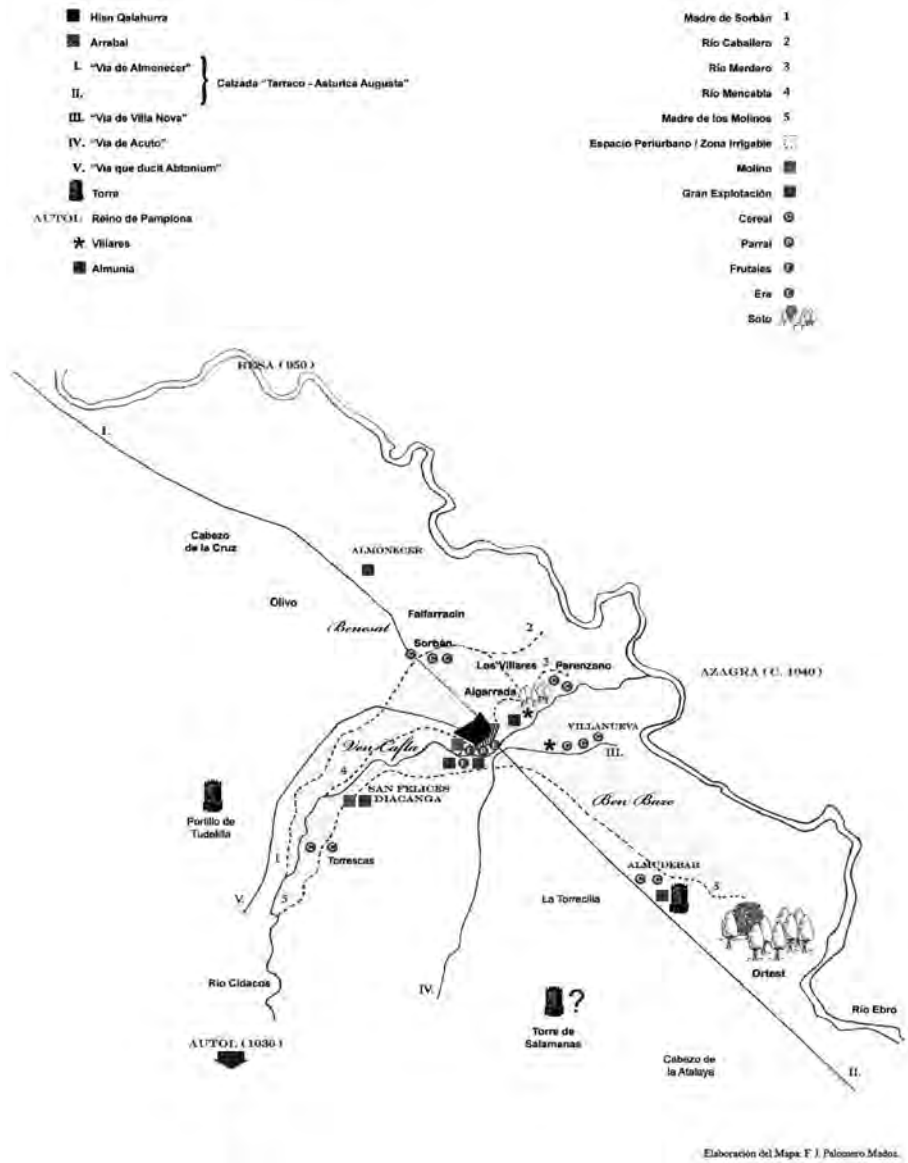 Hisn Qalahurra
Arrabal
I. "Via de Almonecer"
II.
Calzada "Tarraco - Asturica Augusta"
III. "Via de Villa Nova"
IV. "Via de Acuto"
V. "Via que ducit Abtonium"
Torre
AUTOL Reino de Pamplona
Villares
Almunia
Madre de Sorbán 1
Río Caballero 2
Río Merdero 3
Río Mencabla 4
Madre de los Molinos 5
Espacio Periurbano / Zona Irrigable
Molino
Gran Explotación
Cereal
Parral
Frutales
Era
Soto
RESA (950)
I.
Cabezo
de la Cruz
ALMONECER
Olivo
Falfarracin
Benosat
Sorbán
2
Los Villares
3
Parenzano
Algarrada
AZAGRA (C. 1040)
VILLANUEVA
III.
Ven Cafla
4
SAN FELICES
DIACANGA
Ben Bazo
Portillo de
Tudelilla
1
Torrescas
ALMUDEBAR
5
V.
5
La Torrecilla
Ortest
Río Cidacos
IV.
?
Río Ebro
Torre de
Salamanas
AUTOL (1030)
Cabezo de
la Atalaya
II.
Elaboración del Mapa: F. J. Palomero Mados.